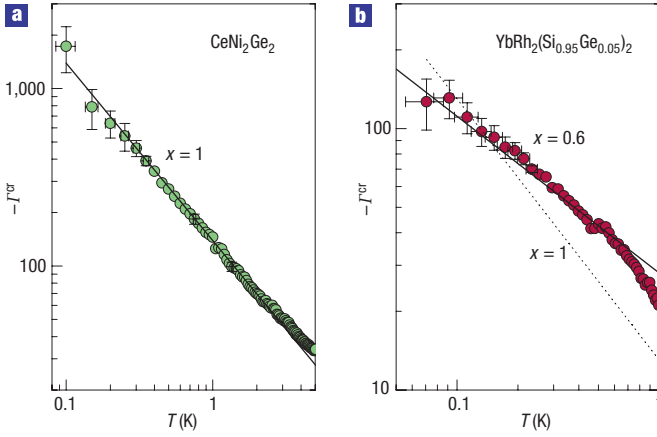 a
CeNi₂Ge₂
−Γᶜʳ
1,000
100
x = 1
0.1
1
T (K)
b
YbRh₂(Si₀.₉₅Ge₀.₀₅)₂
−Γᶜʳ
100
10
x = 0.6
x = 1
0.1
1
T (K)